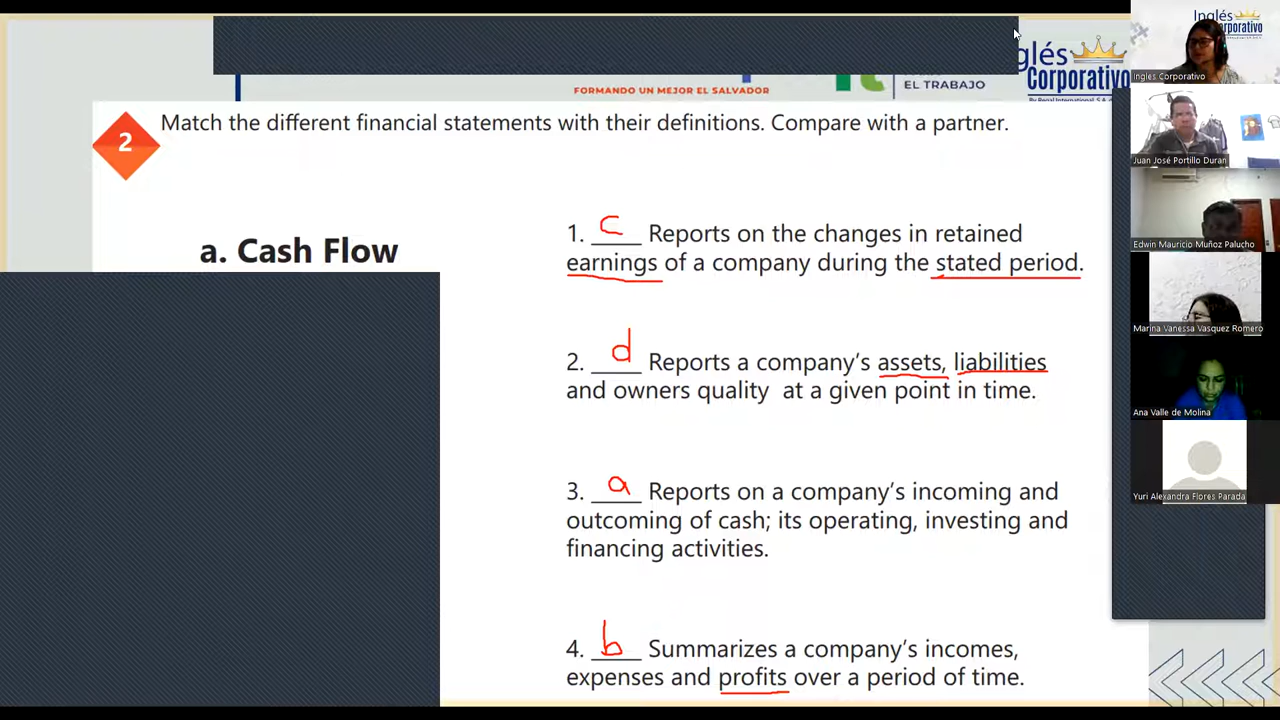 Inglés
Corporativo
glés
Corporativo
FORMANDO UN MEJOR EL SALVADOR
EL TRABAJO
Ingles Corporativo
2
Match the different financial statements with their definitions. Compare with a partner.
Juan José Portillo Duran
a. Cash Flow
1. c Reports on the changes in retained
earnings of a company during the stated period.
Edwin Mauricio Muñoz Palucho
Marina Vanessa Vasquez Romero
2. d Reports a company's assets, liabilities
and owners quality at a given point in time.
Ana Valle de Molina
3. a Reports on a company's incoming and
outcoming of cash; its operating, investing and
financing activities.
Yuri Alexandra Flores Parada
4. b Summarizes a company's incomes,
expenses and profits over a period of time.